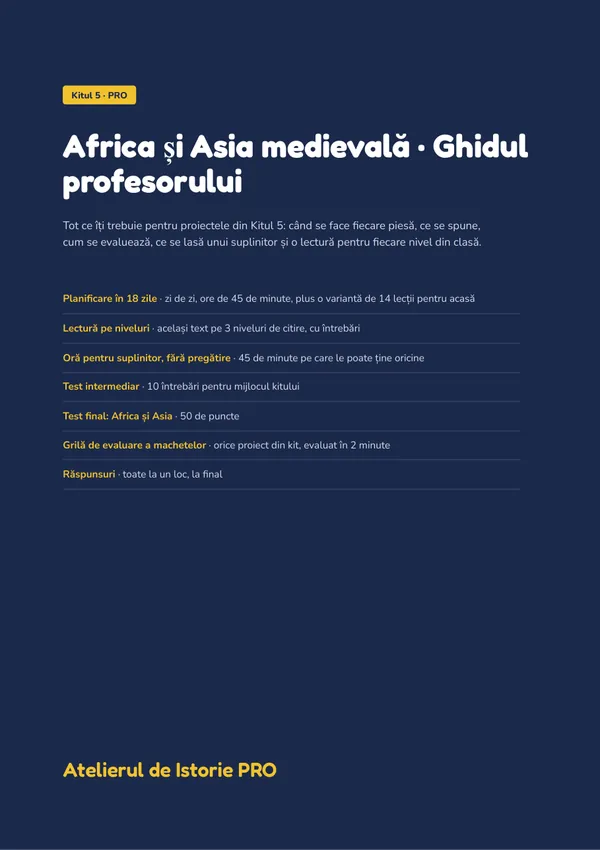 Kitul 5 · PRO
Africa și Asia medievală · Ghidul
profesorului
Tot ce îți trebuie pentru proiectele din Kitul 5: când se face fiecare piesă, ce se spune,
cum se evaluează, ce se lasă unui suplinitor și o lectură pentru fiecare nivel din clasă.
Planificare în 18 zile · zi de zi, ore de 45 de minute, plus o variantă de 14 lecții pentru acasă
Lectură pe niveluri · același text pe 3 niveluri de citire, cu întrebări
Oră pentru suplinitor, fără pregătire · 45 de minute pe care le poate ține oricine
Test intermediar · 10 întrebări pentru mijlocul kitului
Test final: Africa și Asia · 50 de puncte
Grilă de evaluare a machetelor · orice proiect din kit, evaluat în 2 minute
Răspunsuri · toate la un loc, la final
Atelierul de Istorie PRO